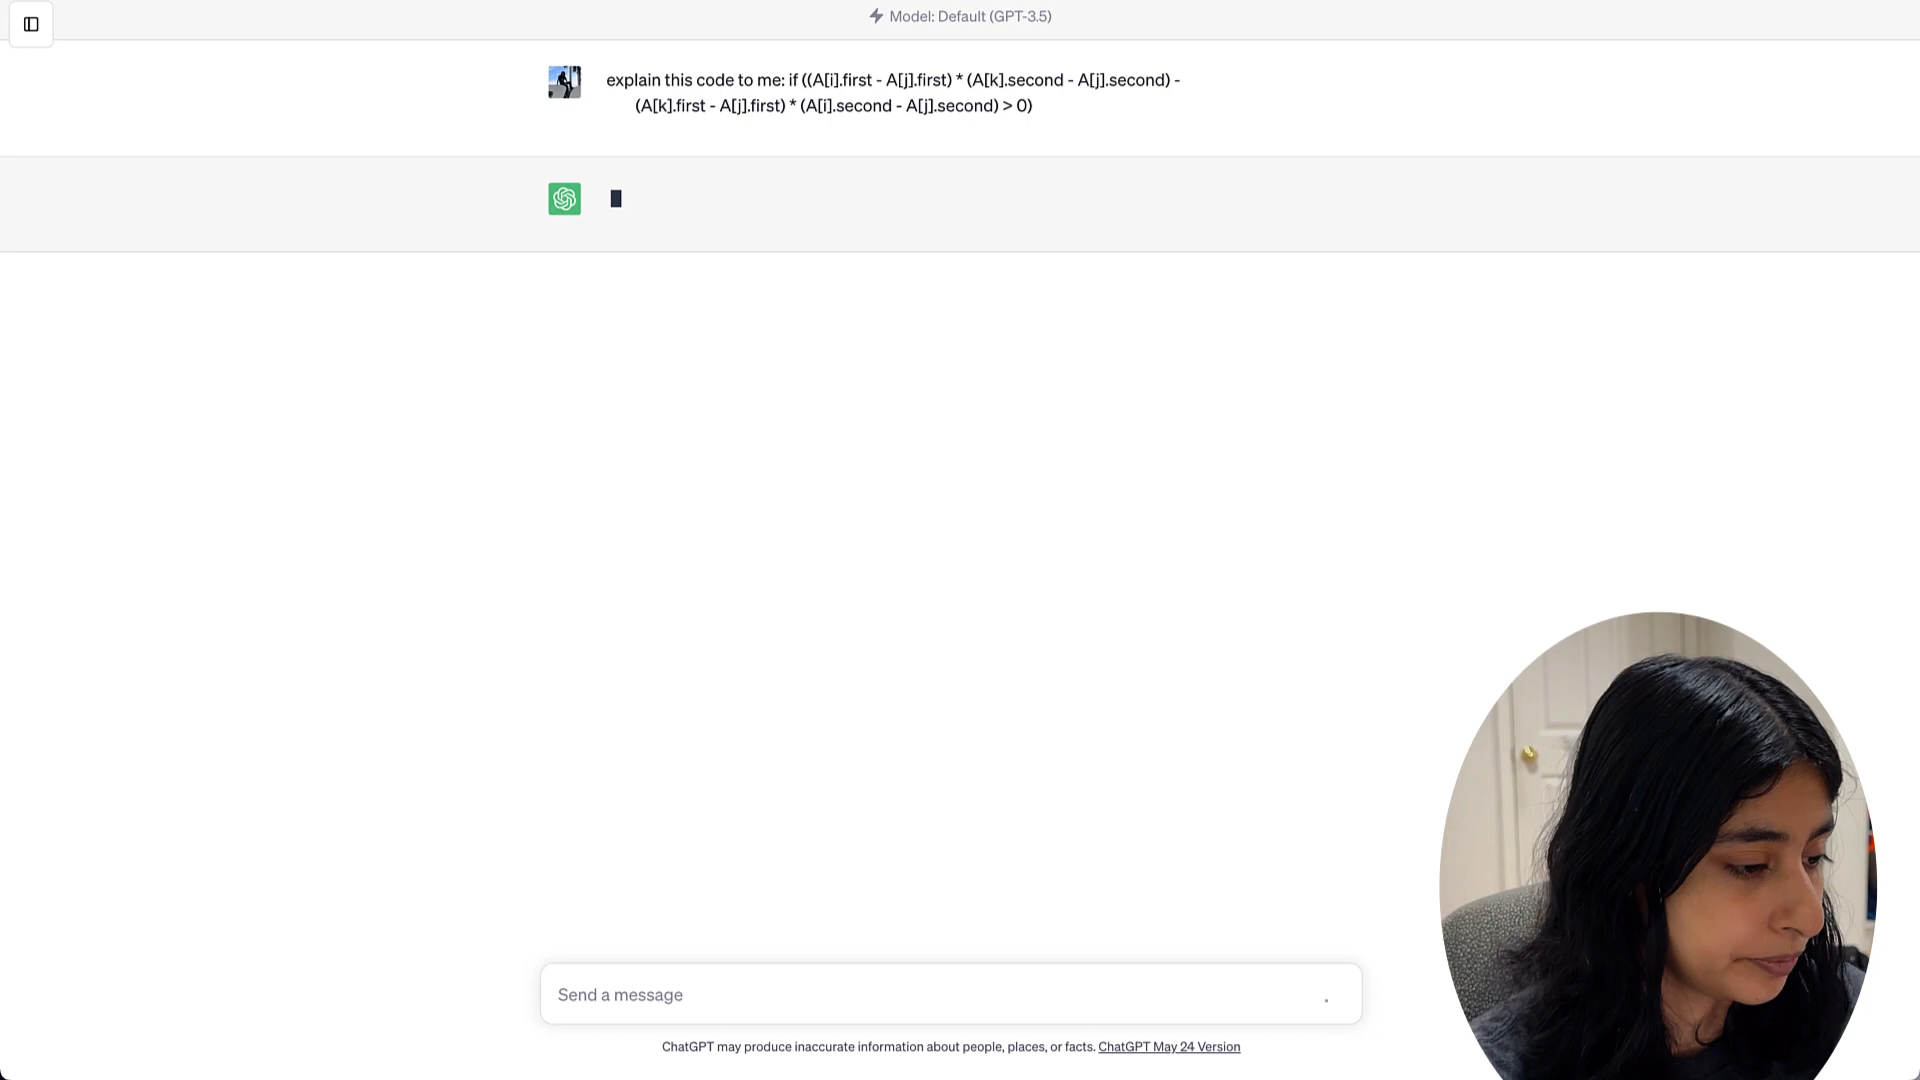 Model: Default (GPT-3.5)
explain this code to me: if ((A[i].first - A[j].first) * (A[k].second - A[j].second) -
(A[k].first - A[j].first) * (A[i].second - A[j].second) > 0)
Send a message
ChatGPT may produce inaccurate information about people, places, or facts. ChatGPT May 24 Version